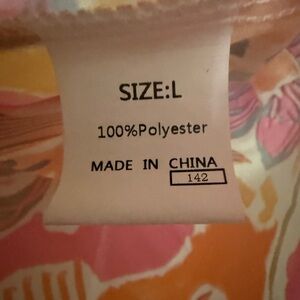 SIZE:L
100%Polyester
MADE IN CHINA
142